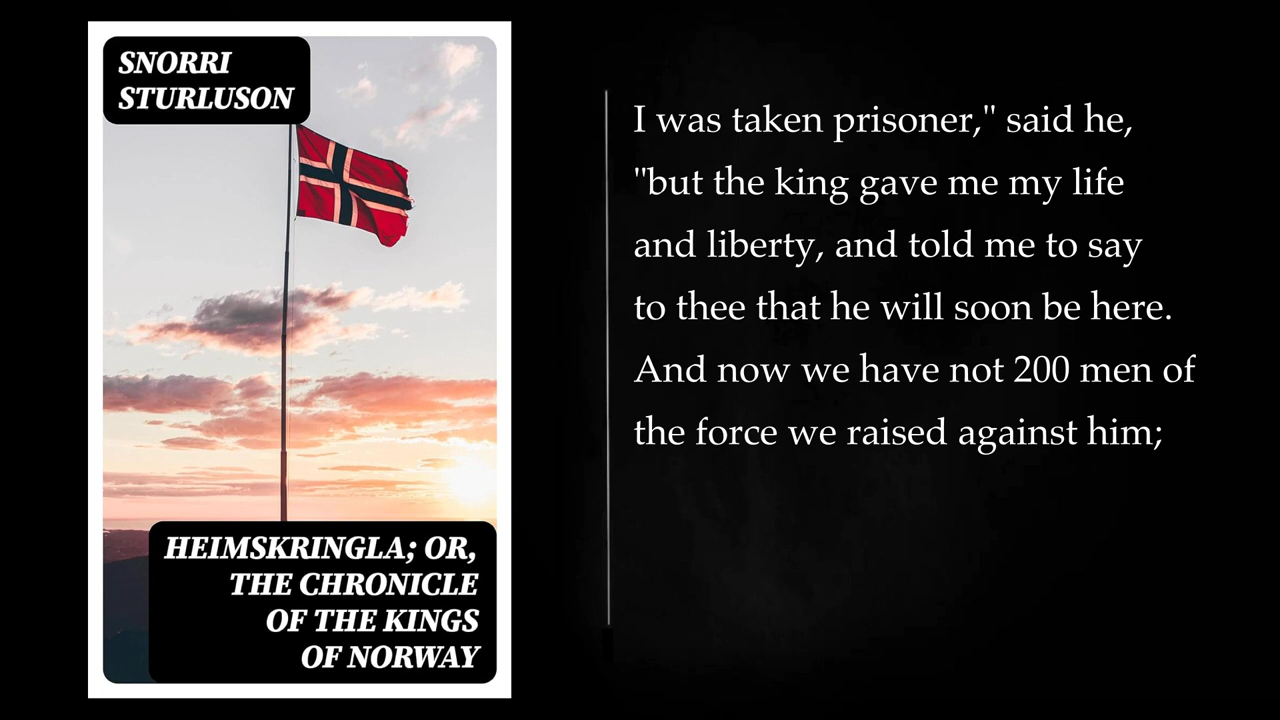 SNORRI
STURLUSON
HEIMSKRINGLA; OR,
THE CHRONICLE
OF THE KINGS
OF NORWAY
I was taken prisoner," said he,
"but the king gave me my life
and liberty, and told me to say
to thee that he will soon be here.
And now we have not 200 men of
the force we raised against him;